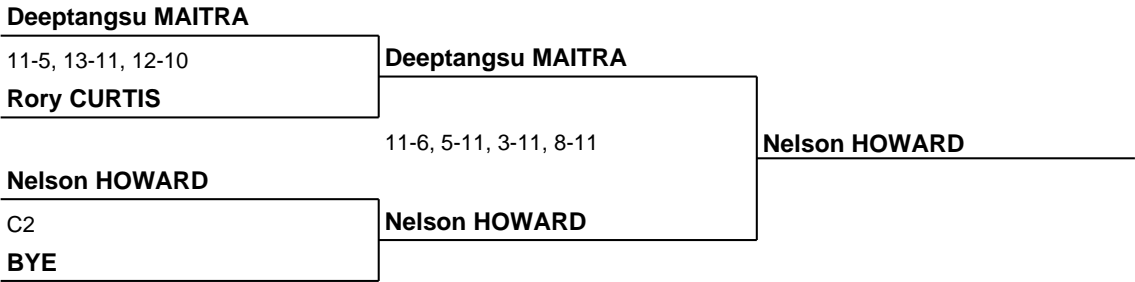 Deeptangsu MAITRA
11-5, 13-11, 12-10
Deeptangsu MAITRA
Rory CURTIS
11-6, 5-11, 3-11, 8-11
Nelson HOWARD
Nelson HOWARD
C2
Nelson HOWARD
BYE